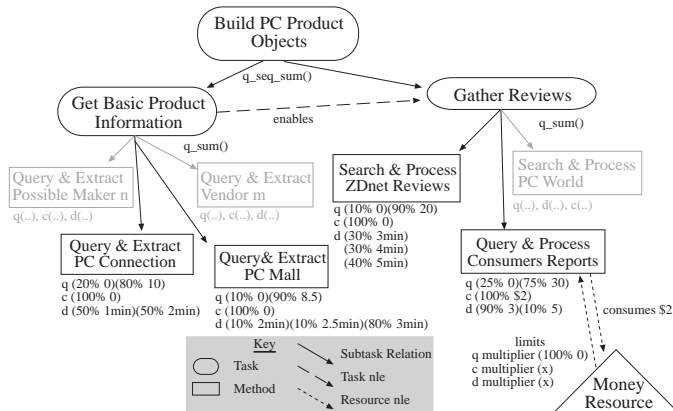 Build PC Product
Objects
q_seq_sum()
Get Basic Product
Information
enables
Gather Reviews
q_sum()
q_sum()
Query & Extract
Possible Maker n
q(..), c(..), d(..)
Query & Extract
Vendor m
q(..), c(..), d(..)
Search & Process
ZDnet Reviews
q (10% 0)(90% 20)
c (100% 0)
d (30% 3min)
(30% 4min)
(40% 5min)
Search & Process
PC World
q(..), d(..), c(..)
Query & Extract
PC Connection
q (20% 0)(80% 10)
c (100% 0)
d (50% 1min)(50% 2min)
Query& Extract
PC Mall
q (10% 0)(90% 8.5)
c (100% 0)
d (10% 2min)(10% 2.5min)(80% 3min)
Query & Process
Consumers Reports
q (25% 0)(75% 30)
c (100% $2)
d (90% 3)(10% 5)
consumes $2
limits
q multiplier (100% 0)
c multiplier (x)
d multiplier (x)
Money
Resource
Key
Task
Method
Subtask Relation
Task nle
Resource nle